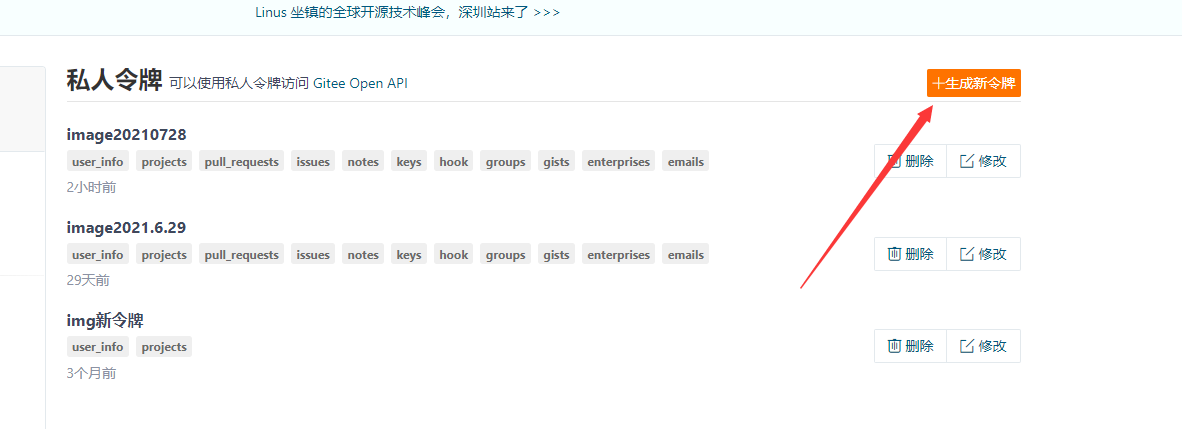 Linus 坐镇的全球开源技术峰会，深圳站来了 >>>
私人令牌 可以使用私人令牌访问 Gitee Open API
+生成新令牌
image20210728
user_info projects pull_requests issues notes keys hook groups gists enterprises emails
删除 修改
2小时前
image2021.6.29
user_info projects pull_requests issues notes keys hook groups gists enterprises emails
删除 修改
29天前
img新令牌
user_info projects
删除 修改
3个月前